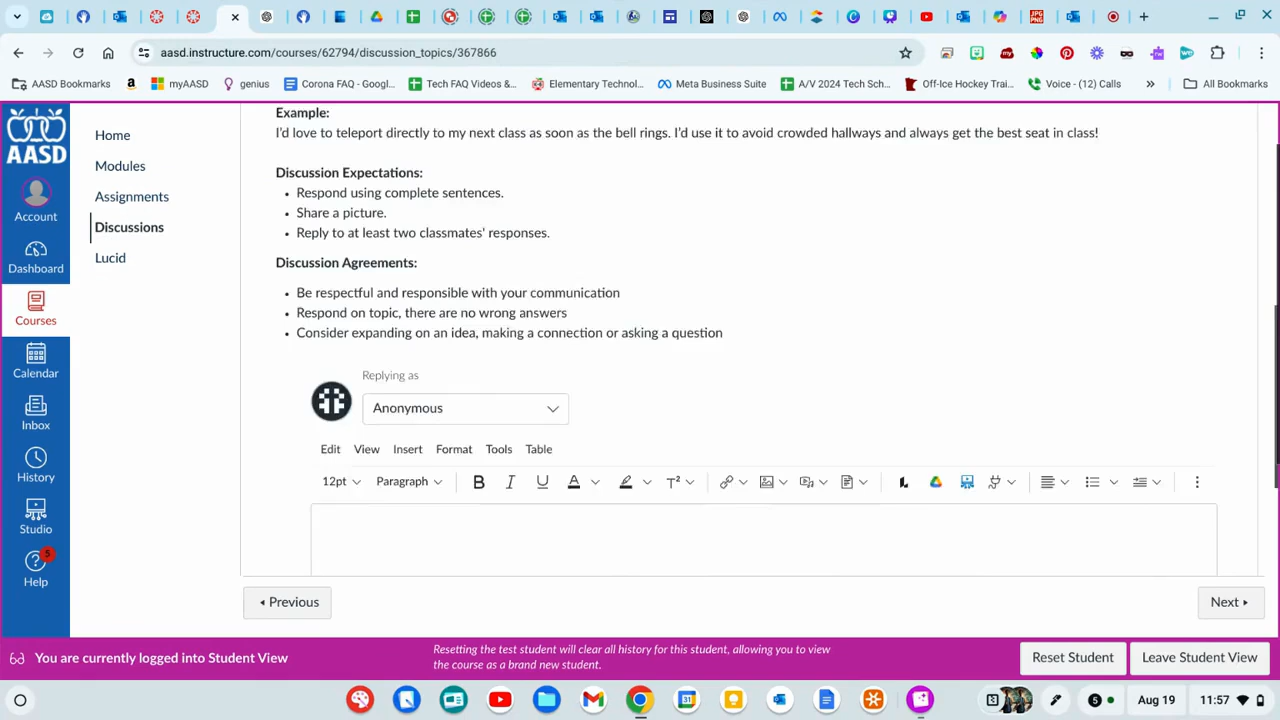 aasd.instructure.com/courses/62794/discussion_topics/367866
AASD Bookmarks
myAASD
genius
Corona FAQ - Googl...
Tech FAQ Videos &...
Elementary Technol...
Meta Business Suite
A/V 2024 Tech Sch...
Off-Ice Hockey Trai...
Voice - (12) Calls
All Bookmarks
AASD
Account
Dashboard
Courses
Calendar
Inbox
History
Studio
5
Help
Home
Modules
Assignments
Discussions
Lucid
Example:
I'd love to teleport directly to my next class as soon as the bell rings. I'd use it to avoid crowded hallways and always get the best seat in class!
Discussion Expectations:
• Respond using complete sentences.
• Share a picture.
• Reply to at least two classmates' responses.
Discussion Agreements:
• Be respectful and responsible with your communication
• Respond on topic, there are no wrong answers
• Consider expanding on an idea, making a connection or asking a question
Replying as
Anonymous
Edit View Insert Format Tools Table
12pt Paragraph B I U A T²
Previous
Next
You are currently logged into Student View
Resetting the test student will clear all history for this student, allowing you to view
the course as a brand new student.
Reset Student
Leave Student View
5 Aug 19 11:57